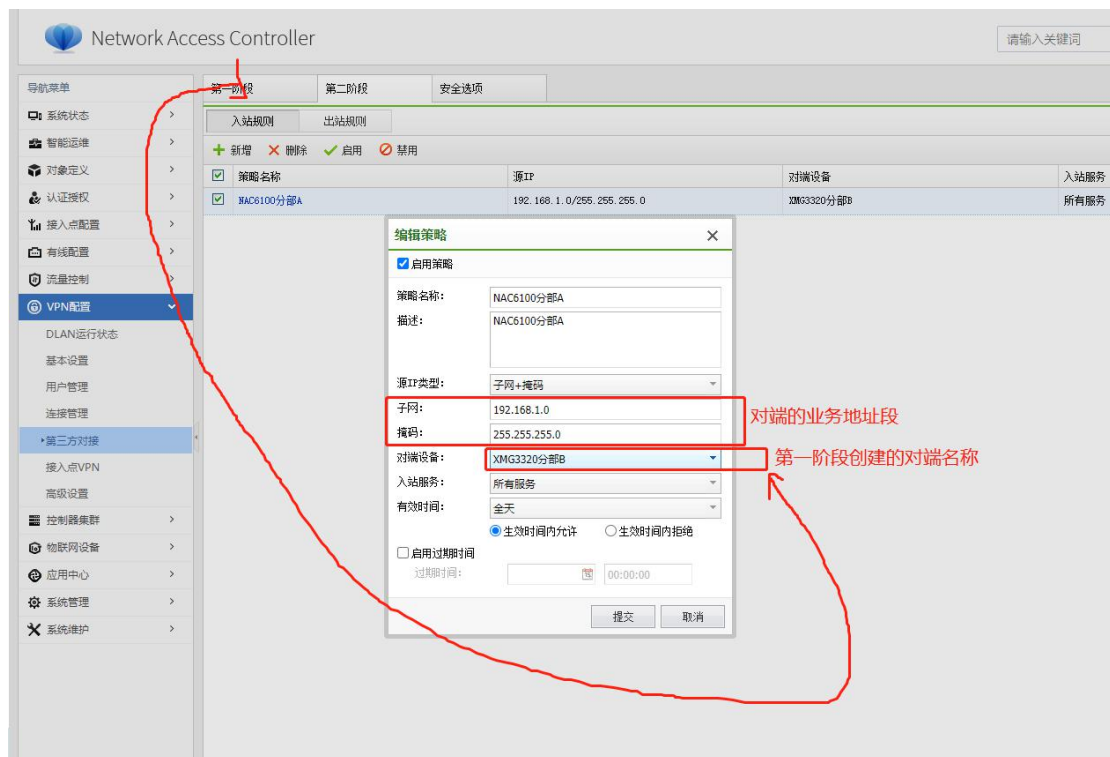 Network Access Controller
请输入关键词
导航菜单
第一阶段
第二阶段
安全选项
系统状态
智能运维
对象定义
认证授权
接入点配置
有线配置
流量控制
VPN配置
DLAN运行状态
基本设置
用户管理
连接管理
第三方对接
接入点VPN
高级设置
控制器集群
物联网设备
应用中心
系统管理
系统维护
入站规则
出站规则
新增 删除 启用 禁用
策略名称 源IP 对端设备 入站服务
NAC6100分部A 192.168.1.0/255.255.255.0 XMG3320分部B 所有服务
编辑策略
启用策略
策略名称: NAC6100分部A
描述: NAC6100分部A
源IP类型: 子网+掩码
子网: 192.168.1.0
掩码: 255.255.255.0
对端的业务地址段
对端设备: XMG3320分部B
第一阶段创建的对端名称
入站服务: 所有服务
有效时间: 全天
生效时间内允许 生效时间内拒绝
启用过期时间
过期时间: 00:00:00
提交 取消